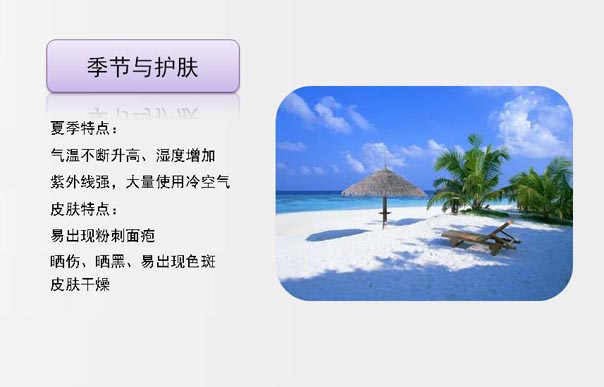 季节与护肤
夏季特点：
气温不断升高、湿度增加
紫外线强，大量使用冷空气
皮肤特点：
易出现粉刺面疱
晒伤、晒黑、易出现色斑
皮肤干燥